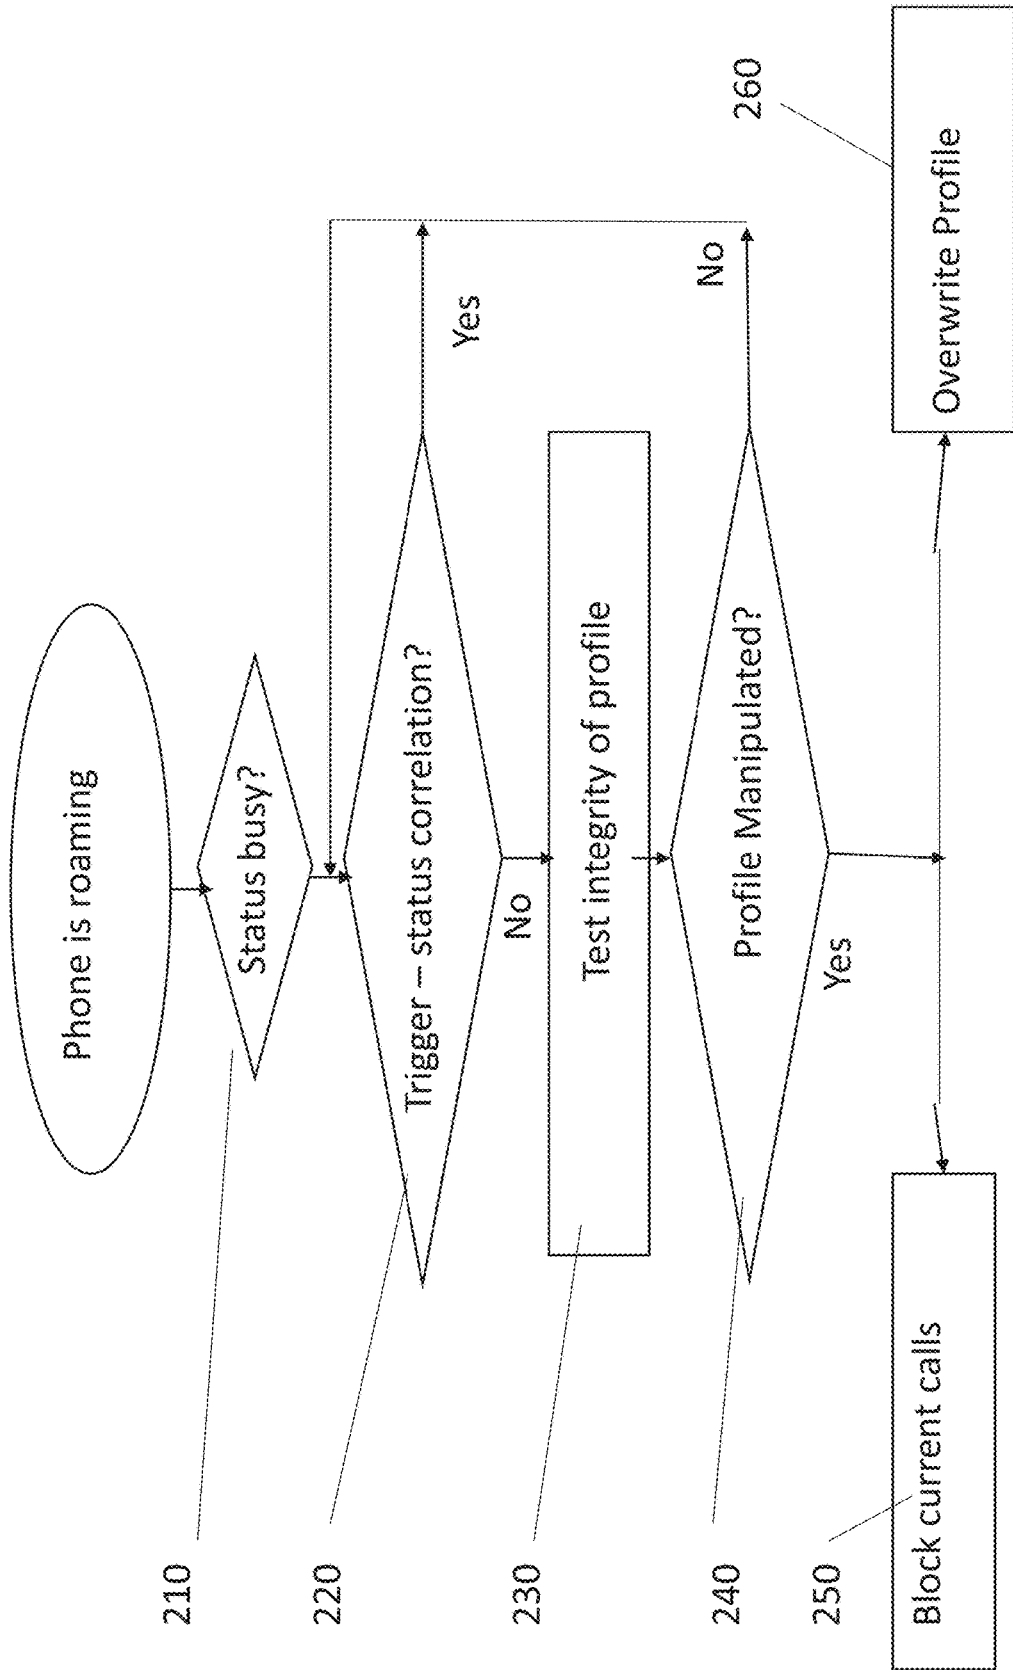 Phone is roaming
210
Status busy?
220
Trigger – status correlation?
Yes
No
230
Test integrity of profile
240
Profile Manipulated?
No
Yes
250
Block current calls
260
Overwrite Profile